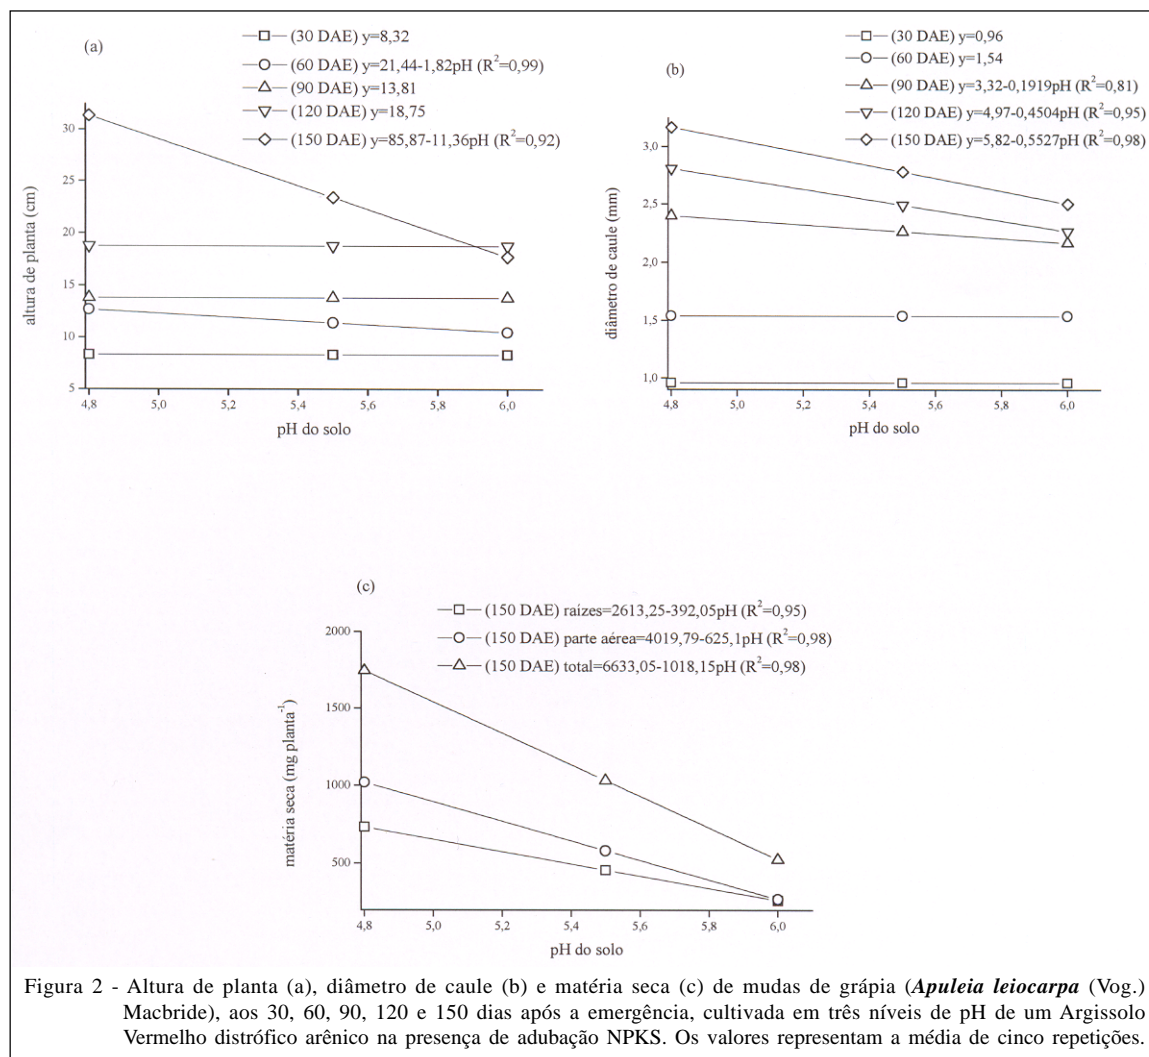 (a)
(30 DAE) y=8,32
(60 DAE) y=21,44-1,82pH (R²=0,99)
(90 DAE) y=13,81
(120 DAE) y=18,75
(150 DAE) y=85,87-11,36pH (R²=0,92)
altura de planta (cm)
30
25
20
15
10
5
4,8 5,0 5,2 5,4 5,6 5,8 6,0
pH do solo
(b)
(30 DAE) y=0,96
(60 DAE) y=1,54
(90 DAE) y=3,32-0,1919pH (R²=0,81)
(120 DAE) y=4,97-0,4504pH (R²=0,95)
(150 DAE) y=5,82-0,5527pH (R²=0,98)
diâmetro de caule (mm)
3,0
2,5
2,0
1,5
1,0
4,8 5,0 5,2 5,4 5,6 5,8 6,0
pH do solo
(c)
(150 DAE) raízes=2613,25-392,05pH (R²=0,95)
(150 DAE) parte aérea=4019,79-625,1pH (R²=0,98)
(150 DAE) total=6633,05-1018,15pH (R²=0,98)
matéria seca (mg planta⁻¹)
2000
1500
1000
500
4,8 5,0 5,2 5,4 5,6 5,8 6,0
pH do solo
Figura 2 - Altura de planta (a), diâmetro de caule (b) e matéria seca (c) de mudas de grápia (Apuleia leiocarpa (Vog.)
Macbride), aos 30, 60, 90, 120 e 150 dias após a emergência, cultivada em três níveis de pH de um Argissolo
Vermelho distrófico arênico na presença de adubação NPKS. Os valores representam a média de cinco repetições.